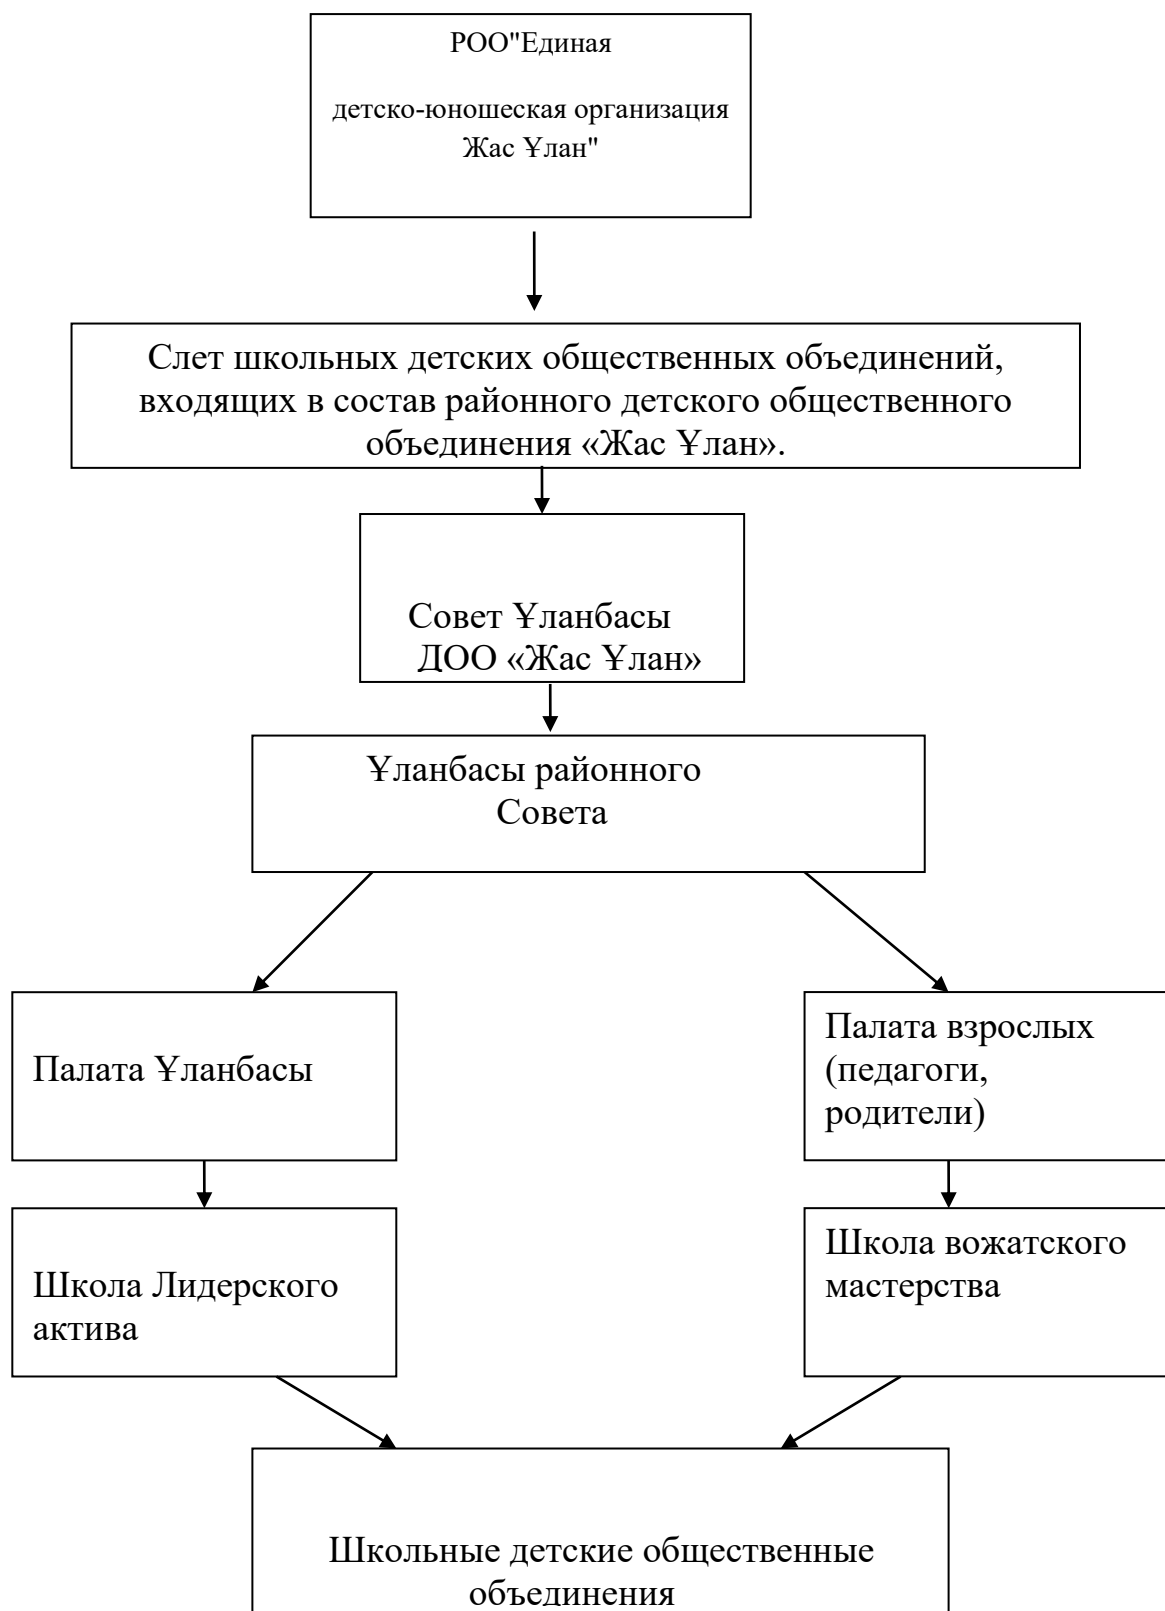 РОО"Единая
детско-юношеская организация
Жас Ұлан"
Слет школьных детских общественных объединений,
входящих в состав районного детского общественного
объединения «Жас Ұлан».
Совет Ұланбасы
ДОО «Жас Ұлан»
Ұланбасы районного
Совета
Палата Ұланбасы
Палата взрослых
(педагоги,
родители)
Школа Лидерского
актива
Школа вожатского
мастерства
Школьные детские общественные
объединения